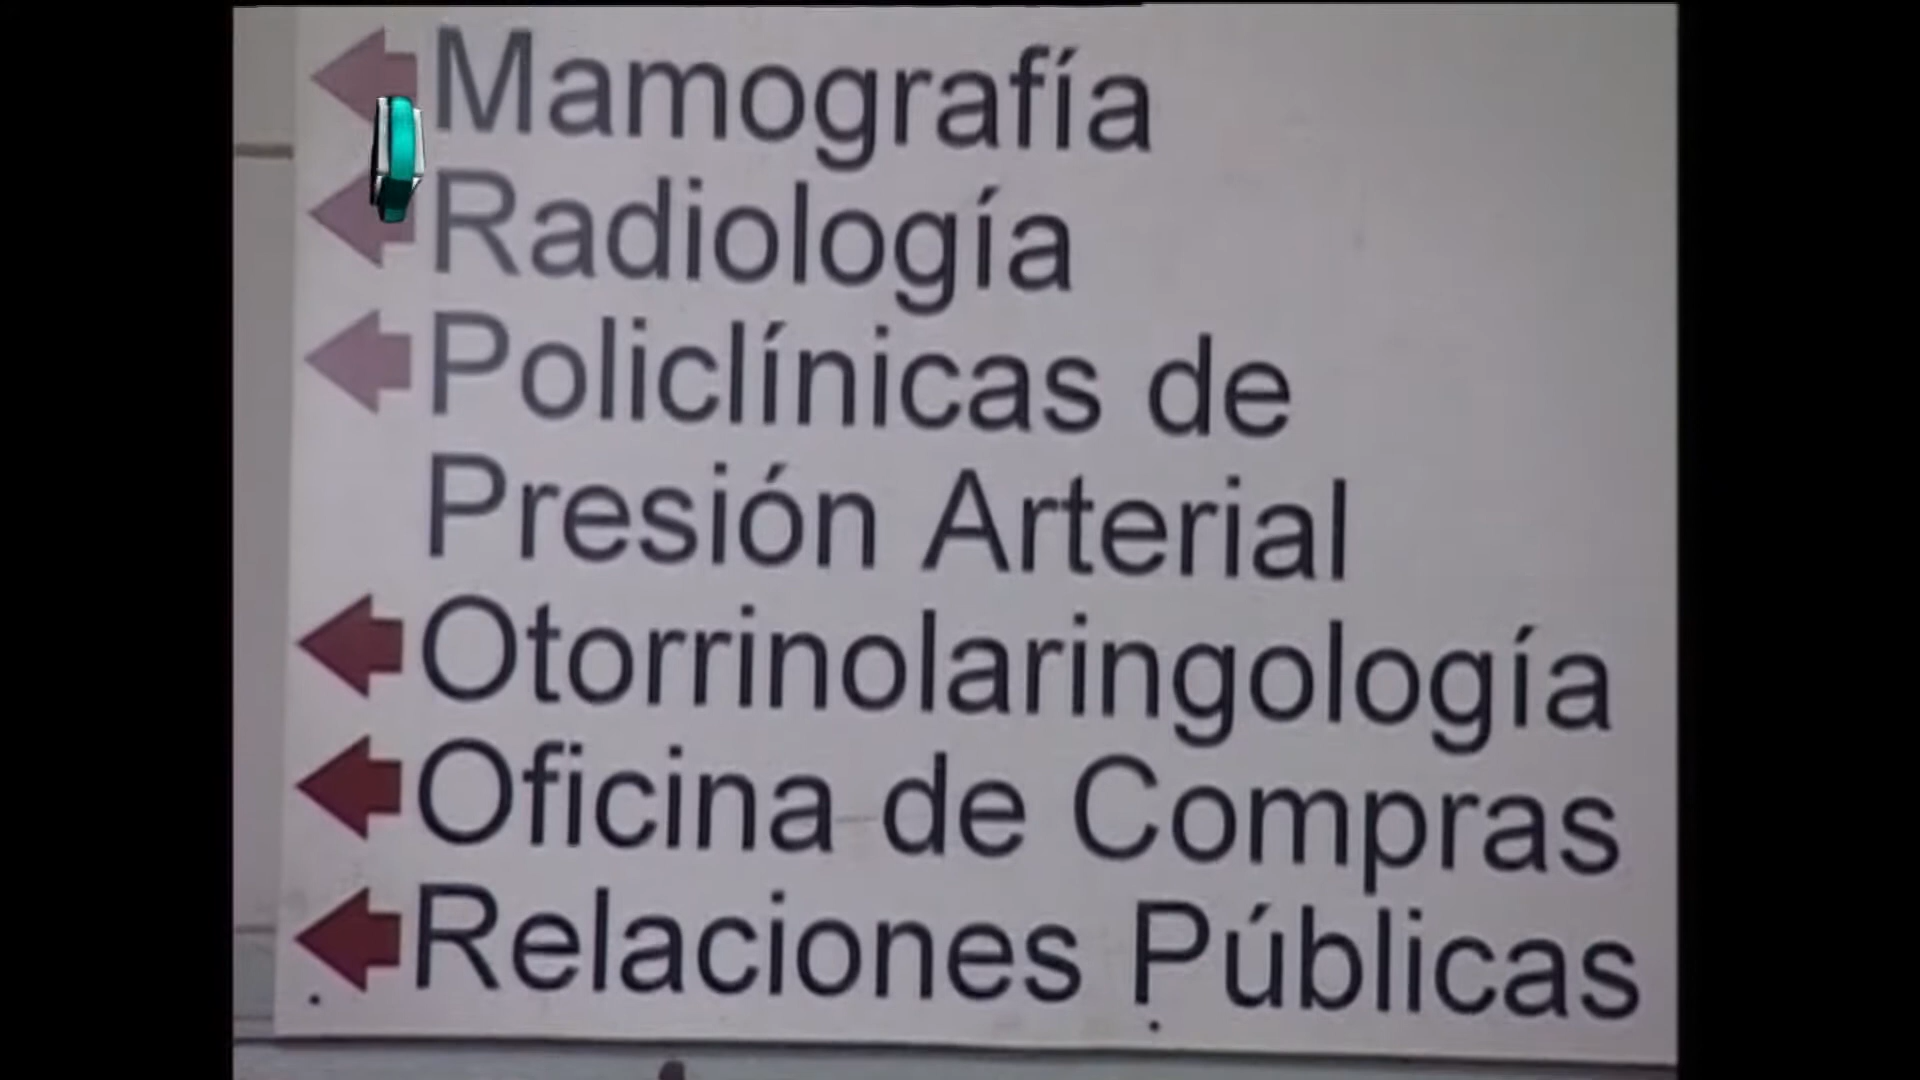 Mamografía
Radiología
Policlínicas de
Presión Arterial
Otorrinolaringología
Oficina de Compras
Relaciones Públicas